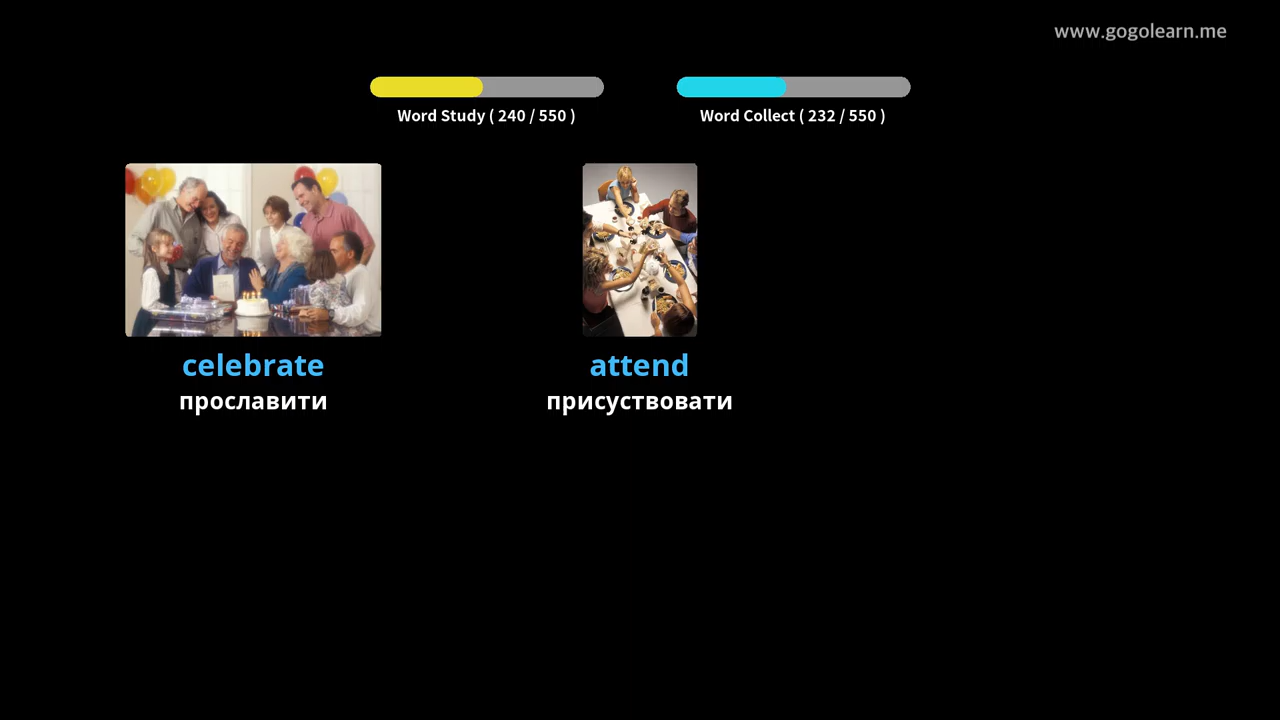 www.gogolearn.me
Word Study ( 240 / 550 )
Word Collect ( 232 / 550 )
celebrate
прославити
attend
присуствовати